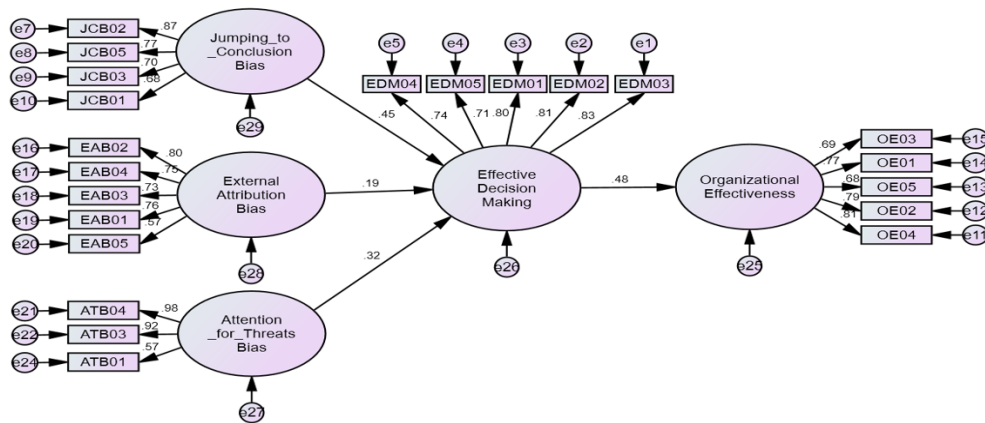 e7
JCB02
.87
e8
JCB05
.77
e9
JCB03
.70
e10
JCB01
.68
Jumping_to
_Conclusion
Bias
e29
.45
e16
EAB02
.80
e17
EAB04
.75
e18
EAB03
.73
e19
EAB01
.76
e20
EAB05
.57
External
Attribution
Bias
e28
.19
e21
ATB04
.98
e22
ATB03
.92
e24
ATB01
.57
Attention
_for_Threats
Bias
e27
.32
e5
e4
e3
e2
e1
EDM04
EDM05
EDM01
EDM02
EDM03
.74
.71
.80
.81
.83
Effective
Decision
Making
e26
.48
Organizational
Effectiveness
e25
.69
OE03
e15
.77
OE01
e14
.68
OE05
e13
.79
OE02
e12
.81
OE04
e11